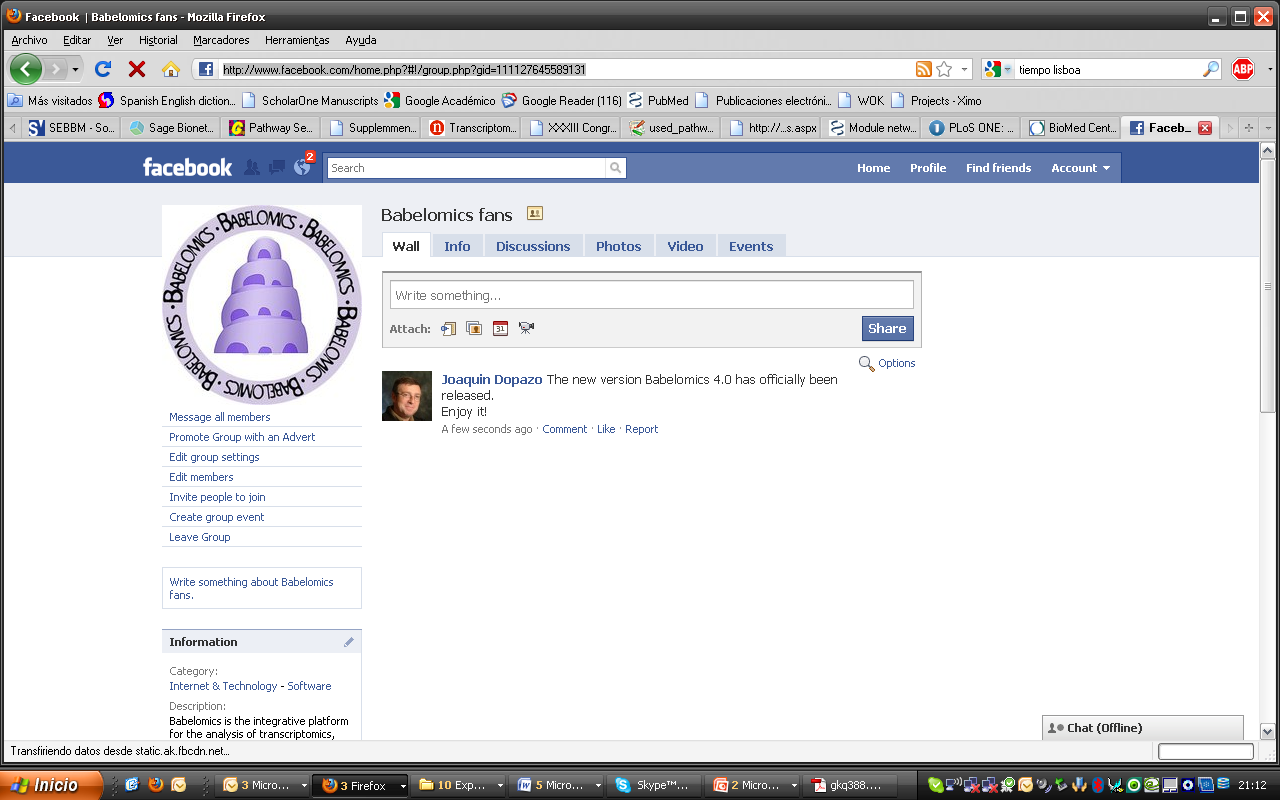 Facebook | Babelomics fans - Mozilla Firefox
Archivo Editar Ver Historial Marcadores Herramientas Ayuda
http://www.facebook.com/home.php?#!/group.php?gid=111127645589131
tiempo lisboa
ABP
Más visitados Spanish English diction... ScholarOne Manuscripts Google Académico Google Reader (116) PubMed Publicaciones electróni... WOK Projects - Ximo
SEBBM - So... Sage Bionet... Pathway Se... Supplemmen... Transcriptom... XXXIII Congr... used_pathw... http:/...s.aspx Module netw... PLoS ONE: ... BioMed Cent... Faceb...
facebook 2 Search Home Profile Find friends Account
BABELOMICS · BABELOMICS · BABELOMICS · BABELOMICS · BABELOMICS · BABELOMICS ·
Babelomics fans
Wall Info Discussions Photos Video Events
Write something...
Attach: 31 Share
Options
Joaquin Dopazo The new version Babelomics 4.0 has officially been
released.
Enjoy it!
A few seconds ago · Comment · Like · Report
Message all members
Promote Group with an Advert
Edit group settings
Edit members
Invite people to join
Create group event
Leave Group
Write something about Babelomics
fans.
Information
Category:
Internet & Technology - Software
Description:
Babelomics is the integrative platform
for the analysis of transcriptomics,
Chat (Offline)
Transfiriendo datos desde static.ak.fbcdn.net...
Inicio 3 Micro... 3 Firefox 10 Exp... 5 Micro... Skype™... 2 Micro... gkq388.... 21:12